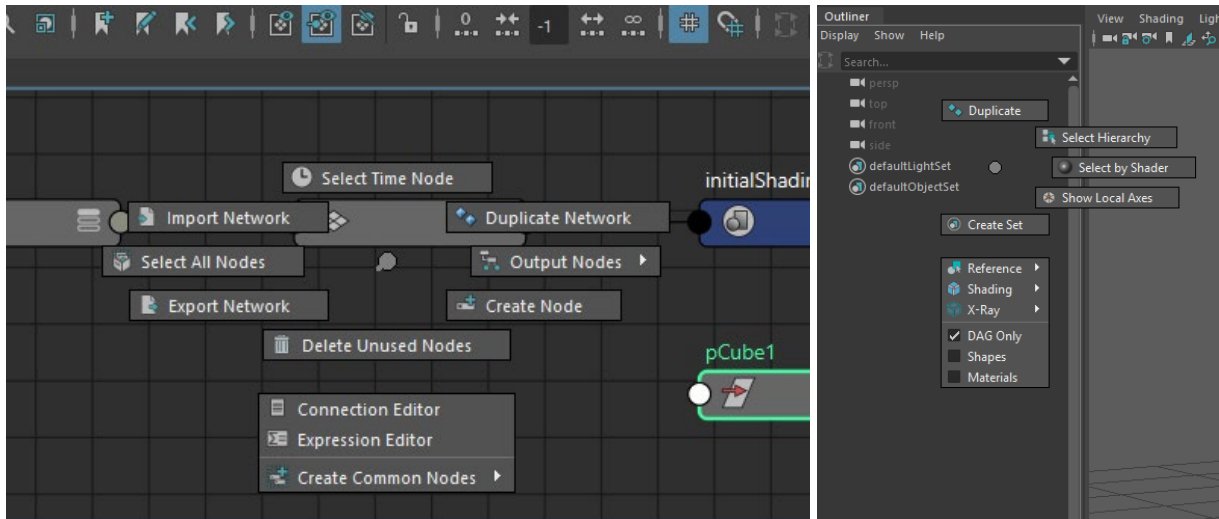 0
-1
∞
Select Time Node
initialShadin
Import Network
Duplicate Network
Select All Nodes
Output Nodes
Export Network
Create Node
Delete Unused Nodes
pCube1
Connection Editor
Expression Editor
Create Common Nodes
Outliner
View Shading Ligh
Display Show Help
Search...
persp
top
Duplicate
front
Select Hierarchy
side
defaultLightSet
Select by Shader
defaultObjectSet
Show Local Axes
Create Set
Reference
Shading
X-Ray
DAG Only
Shapes
Materials